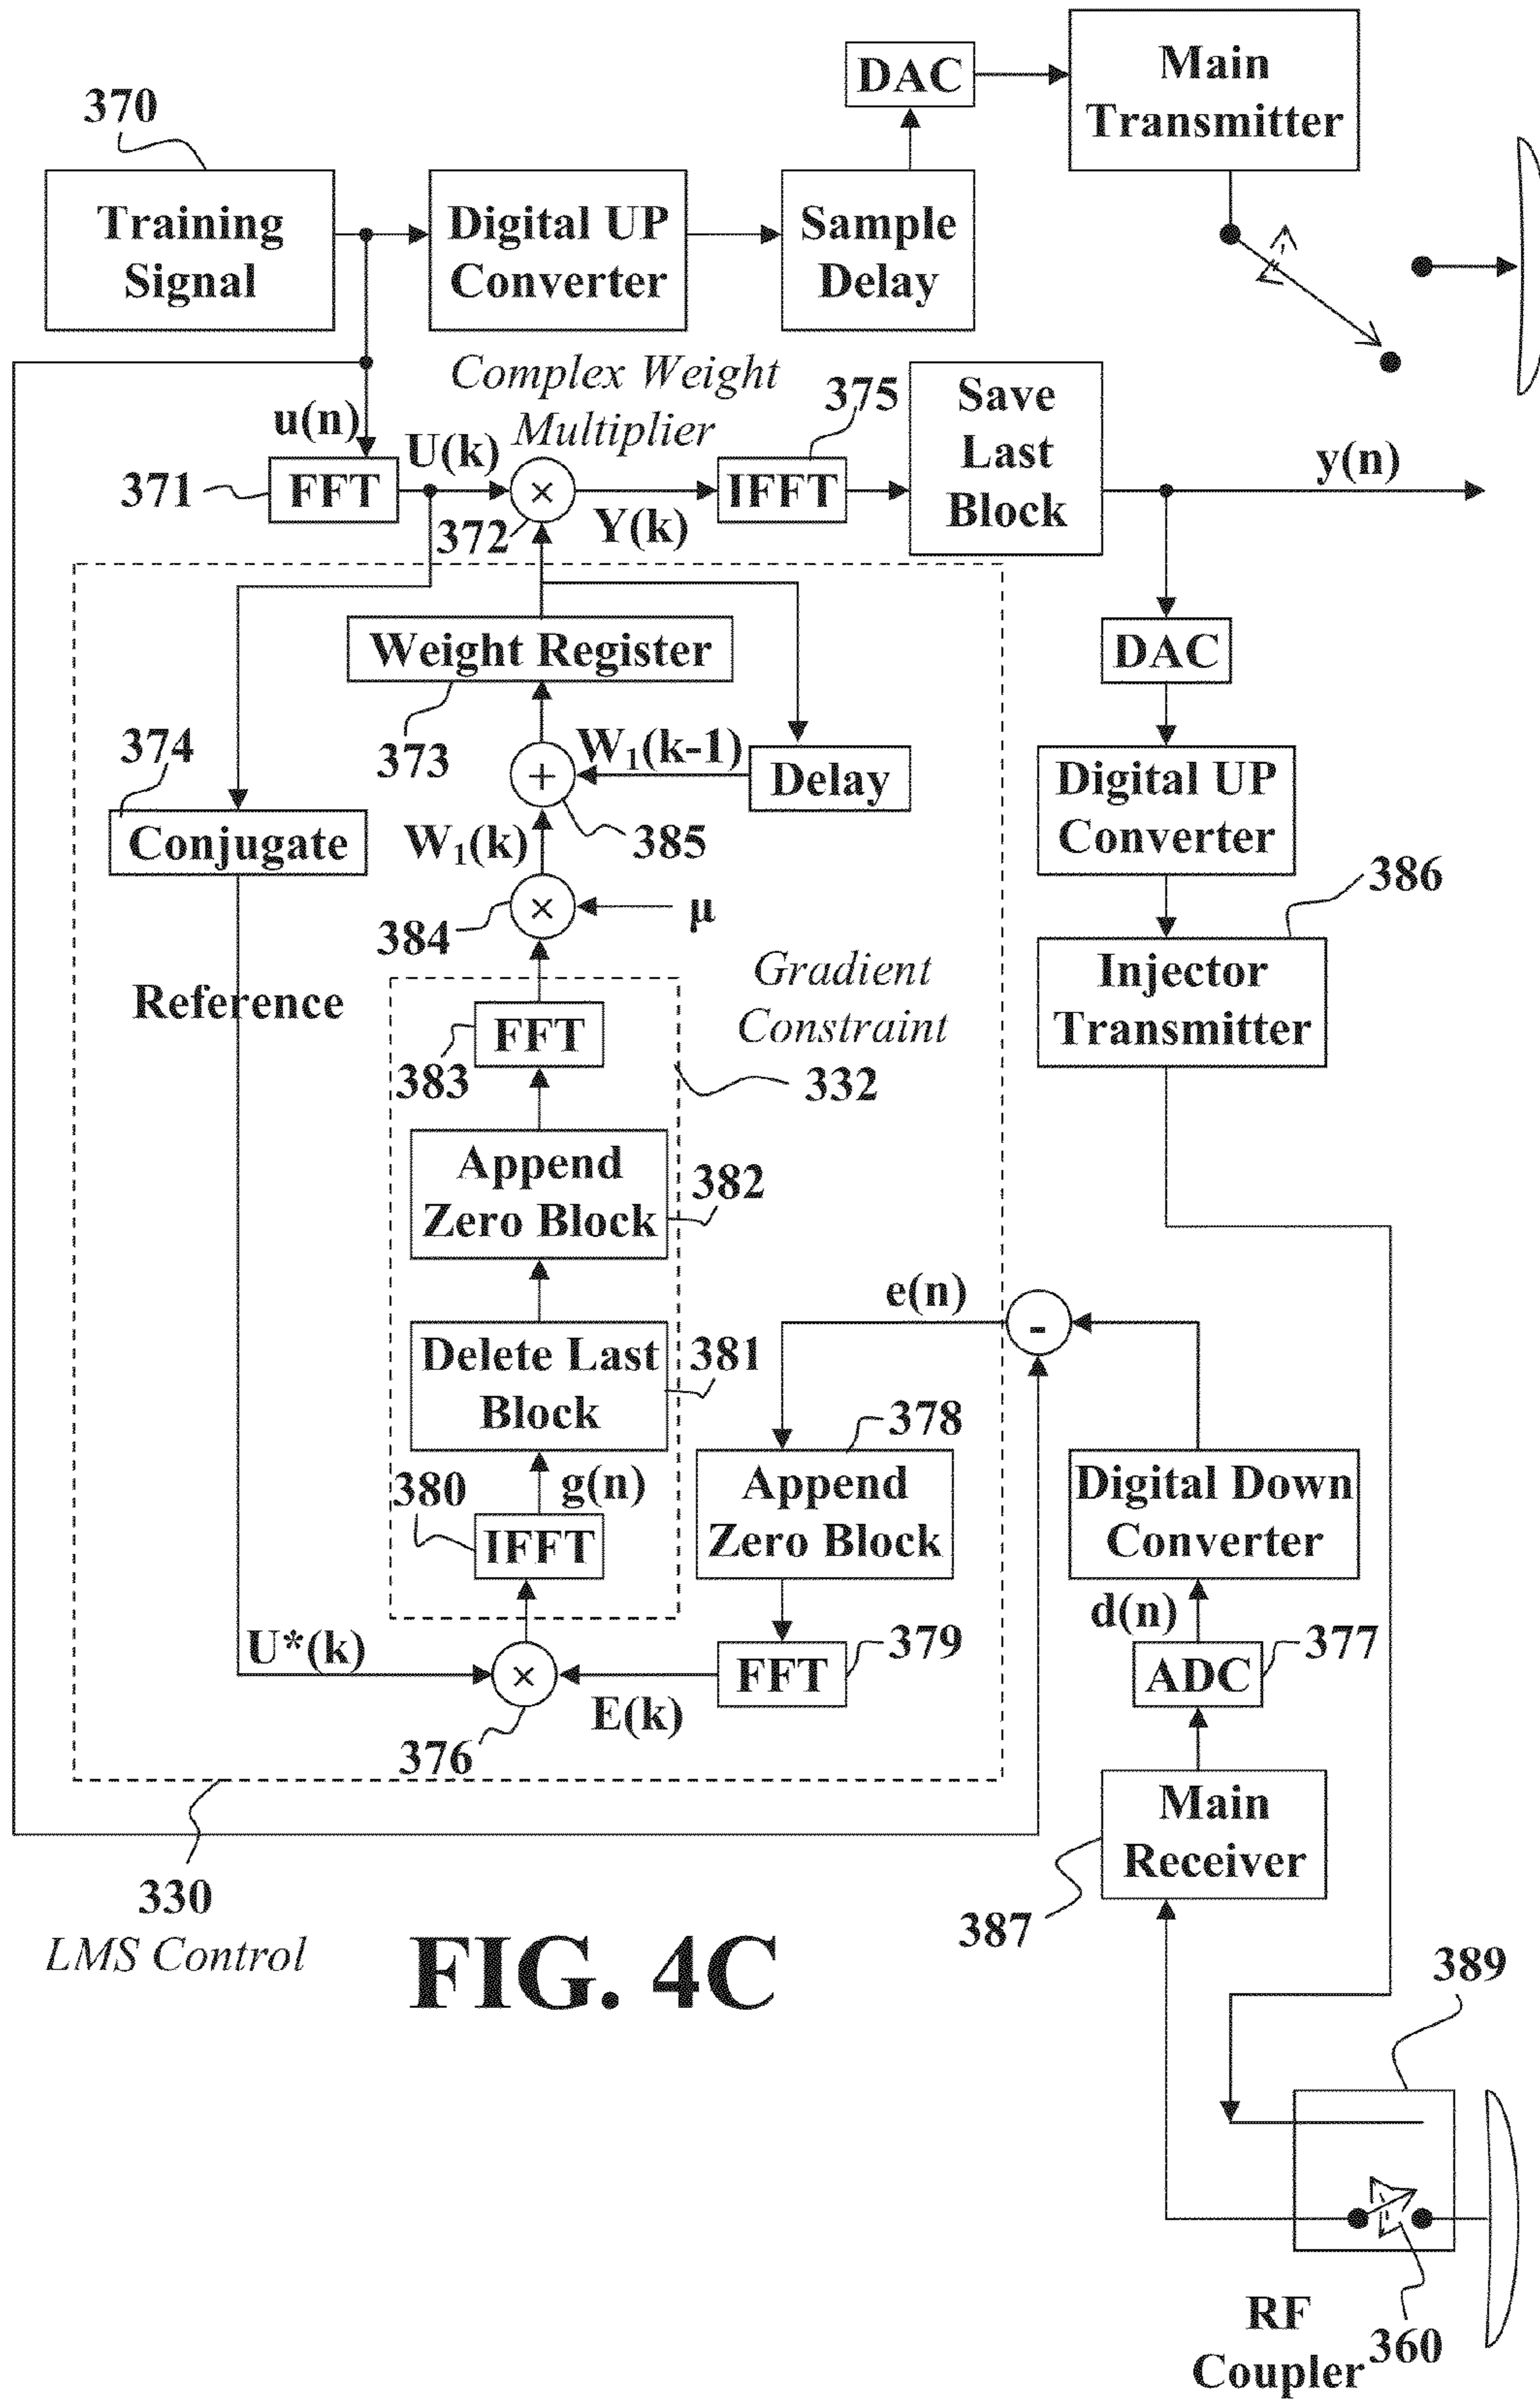 DAC
Main
Transmitter
370
Training
Signal
Digital UP
Converter
Sample
Delay
Complex Weight
Multiplier
375
Save
Last
Block
u(n)
U(k)
371
FFT
×
372
Y(k)
IFFT
y(n)
Weight Register
373
DAC
374
Conjugate
+
W₁(k-1)
Delay
385
W₁(k)
Digital UP
Converter
384
×
μ
386
Injector
Transmitter
Reference
Gradient
Constraint
FFT
383
332
Append
Zero Block
382
e(n)
-
Delete Last
Block
381
378
Append
Zero Block
Digital Down
Converter
380
g(n)
IFFT
d(n)
U*(k)
×
376
E(k)
FFT
379
ADC
377
Main
Receiver
387
330
LMS Control
FIG. 4C
389
RF
Coupler
360